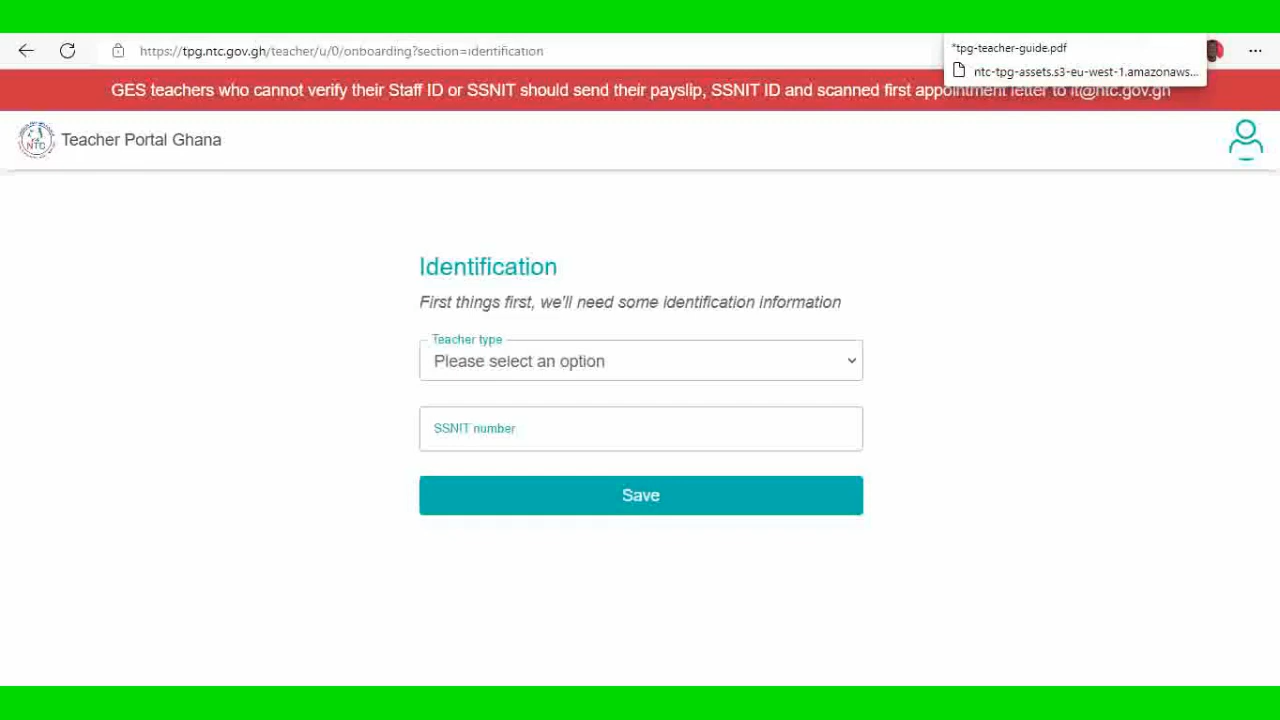 https://tpg.ntc.gov.gh/teacher/u/0/onboarding?section=identification
"tpg-teacher-guide.pdf
ntc-tpg-assets.s3-eu-west-1.amazonaws...
GES teachers who cannot verify their Staff ID or SSNIT should send their payslip, SSNIT ID and scanned first appointment letter to it@ntc.gov.gh
NTC
Teacher Portal Ghana
Identification
First things first, we'll need some identification information
Teacher type
Please select an option
SSNIT number
Save